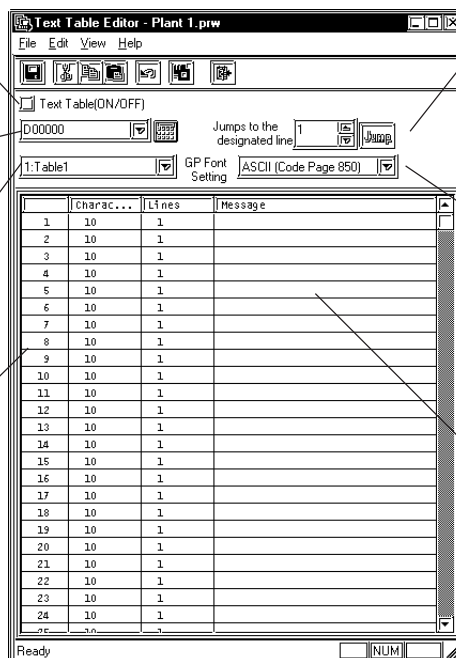 Text Table Editor - Plant 1.prw
File Edit View Help
Text Table(ON/OFF)
D00000
Jumps to the
designated line
1
Jump
1:Table1
GP Font
Setting
ASCII (Code Page 850)
Charac... Lines Message
1 10 1
2 10 1
3 10 1
4 10 1
5 10 1
6 10 1
7 10 1
8 10 1
9 10 1
10 10 1
11 10 1
12 10 1
13 10 1
14 10 1
15 10 1
16 10 1
17 10 1
18 10 1
19 10 1
20 10 1
21 10 1
22 10 1
23 10 1
24 10 1
25 10 1
Ready NUM